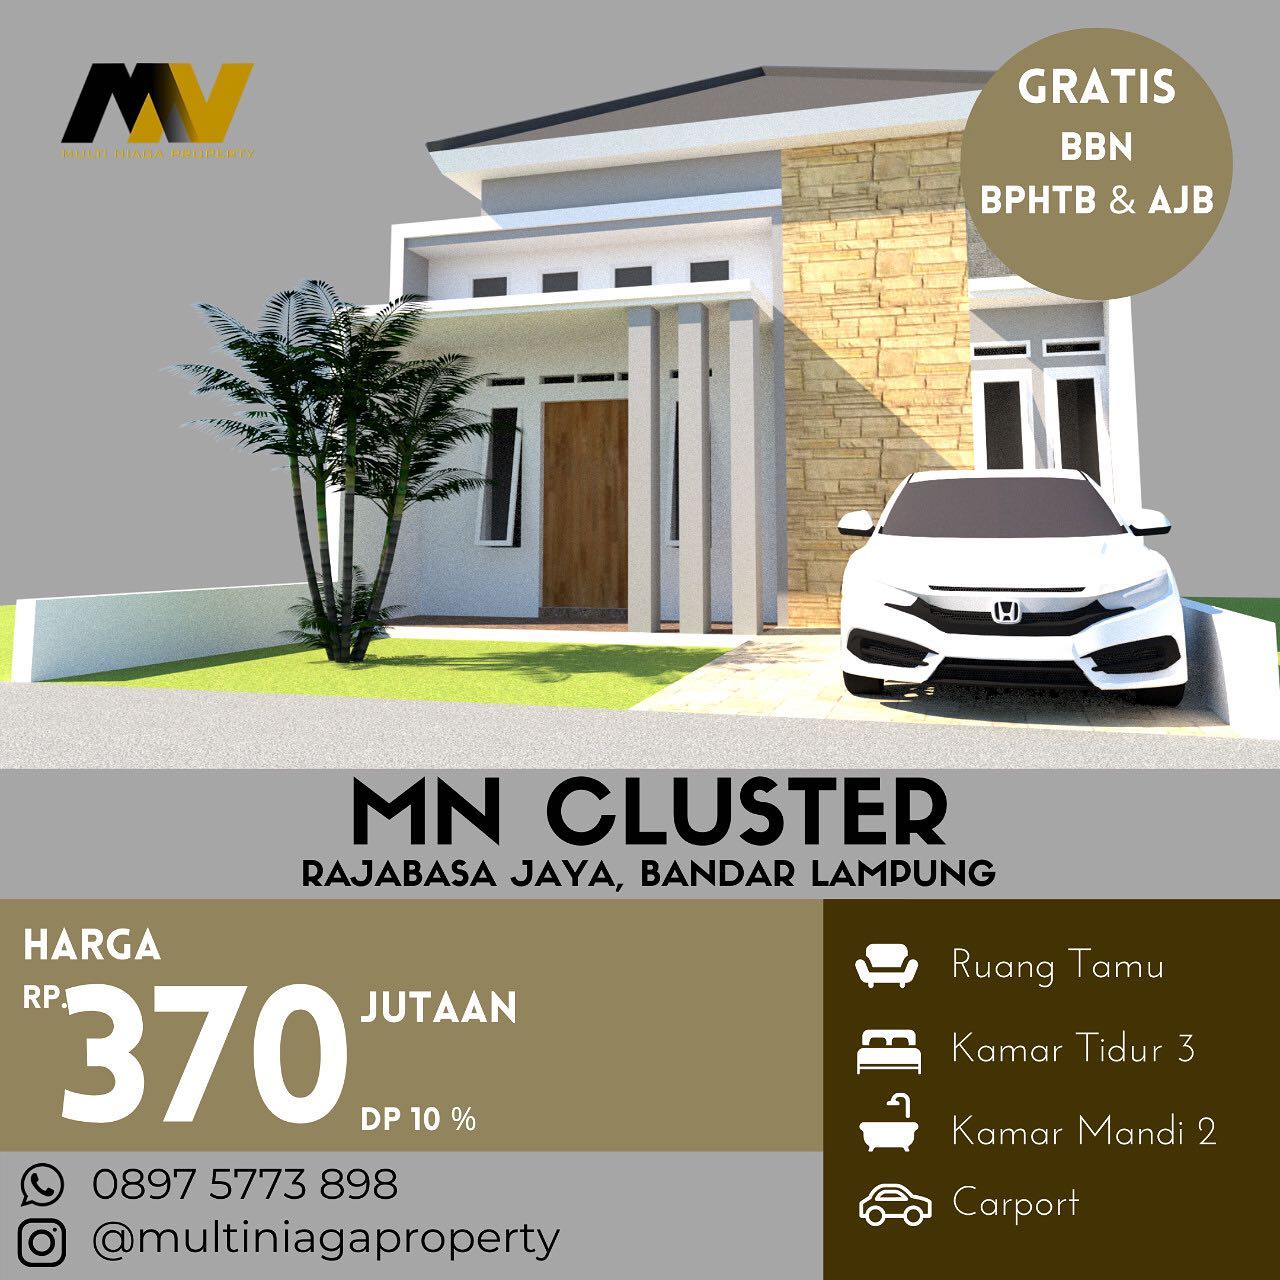 MULTI NIAGA PROPERTY
GRATIS
BBN
BPHTB & AJB
MN CLUSTER
RAJABASA JAYA, BANDAR LAMPUNG
HARGA
RP. 370 JUTAAN
DP 10 %
0897 5773 898
@multiniagaproperty
Ruang Tamu
Kamar Tidur 3
Kamar Mandi 2
Carport